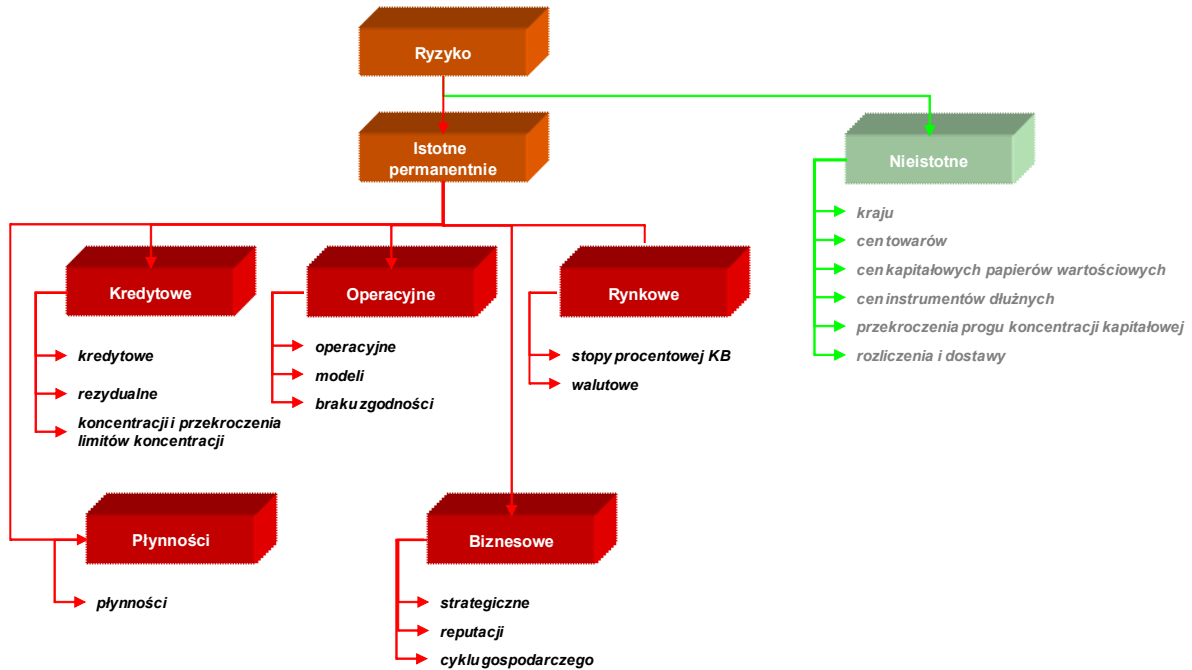 Ryzyko
Istotne
permanentnie
Nieistotne
kraju
cen towarów
cen kapitałowych papierów wartościowych
cen instrumentów dłużnych
przekroczenia progu koncentracji kapitałowej
rozliczenia i dostawy
Kredytowe
kredytowe
rezydualne
koncentracji i przekroczenia
limitów koncentracji
Operacyjne
operacyjne
modeli
braku zgodności
Rynkowe
stopy procentowej KB
walutowe
Płynności
płynności
Biznesowe
strategiczne
reputacji
cyklu gospodarczego